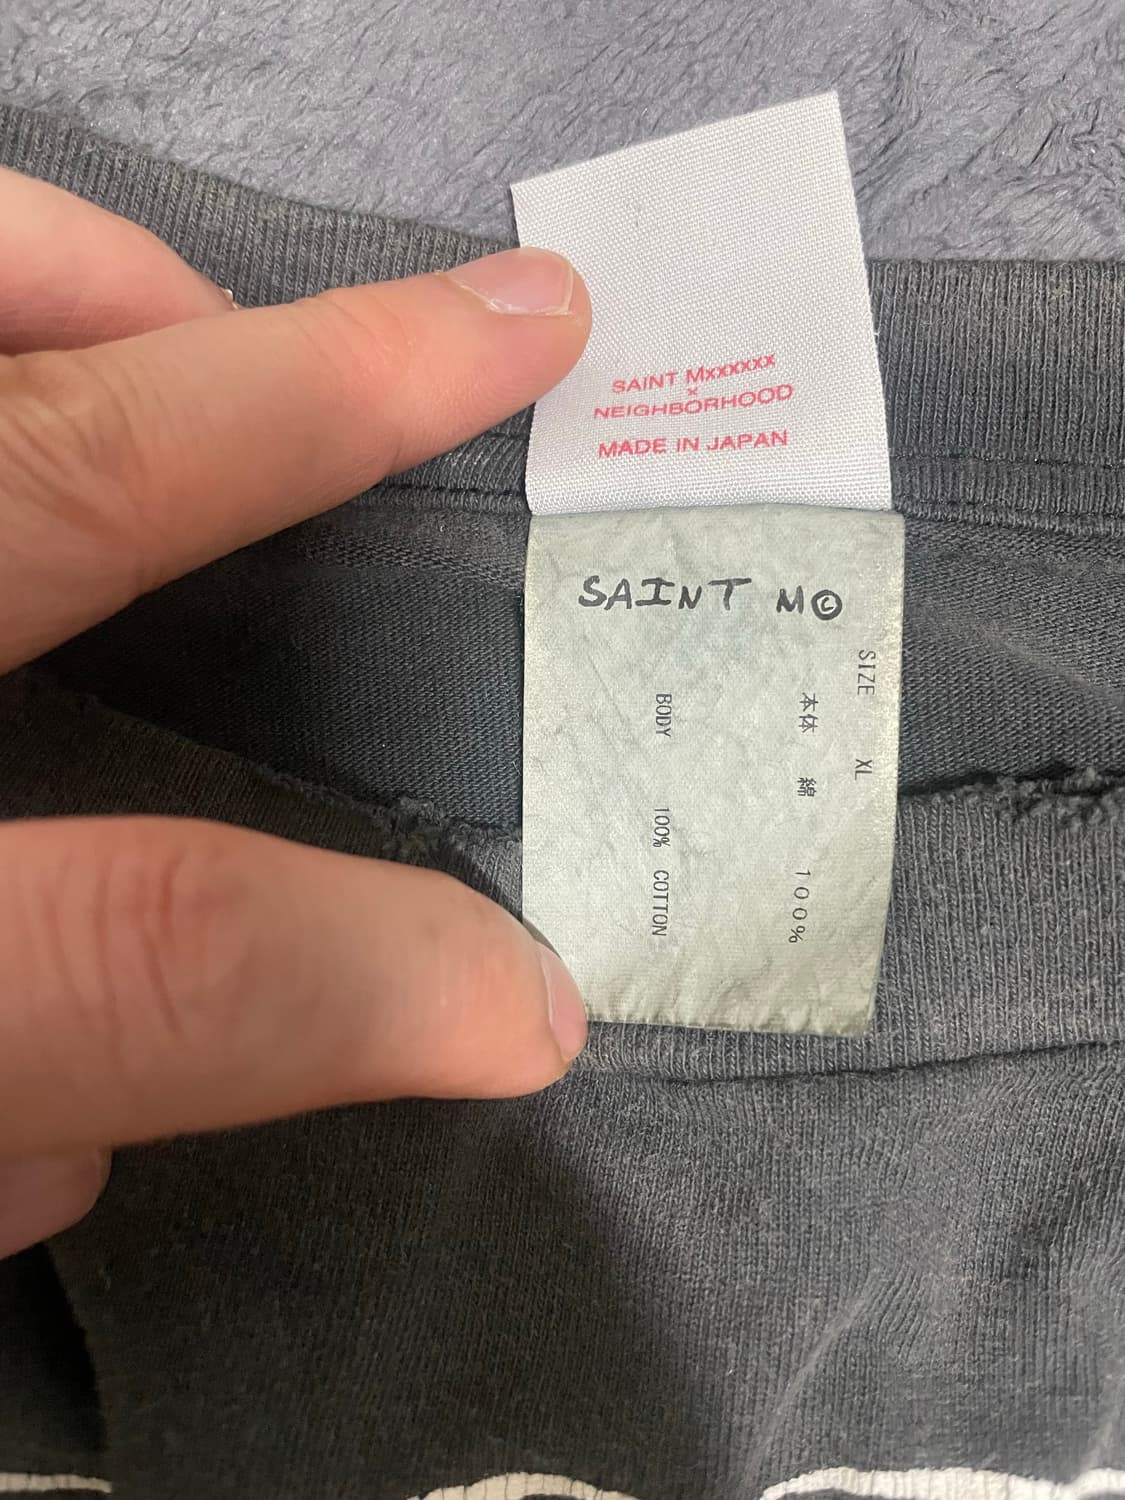 SAINT Mxxxxxx
×
NEIGHBORHOOD
MADE IN JAPAN
SAINT M©
SIZE XL
本体 綿 100%
BODY 100% COTTON